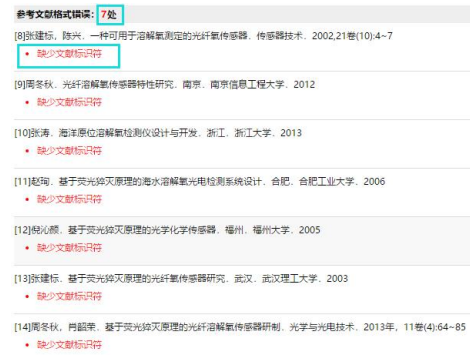 参考文献格式错误：7处
[8]张建标，陈兴．一种可用于溶解氧测定的光纤氧传感器．传感器技术．2002,21卷(10):4~7
• 缺少文献标识符
[9]周冬秋．光纤溶解氧传感器特性研究．南京．南京信息工程大学．2012
• 缺少文献标识符
[10]张涛．海洋原位溶解氧检测仪设计与开发．浙江．浙江大学．2013
• 缺少文献标识符
[11]赵珣．基于荧光猝灭原理的海水溶解氧光电检测系统设计．合肥．合肥工业大学．2006
• 缺少文献标识符
[12]倪沁颜．基于荧光猝灭原理的光学化学传感器．福州．福州大学．2005
• 缺少文献标识符
[13]张建标．基于荧光猝灭原理的光纤氧传感器研究．武汉．武汉理工大学．2003
• 缺少文献标识符
[14]周冬秋，肖韶荣．基于荧光猝灭原理的光纤溶解氧传感器研制．光学与光电技术．2013年，11卷(4):64~85
• 缺少文献标识符